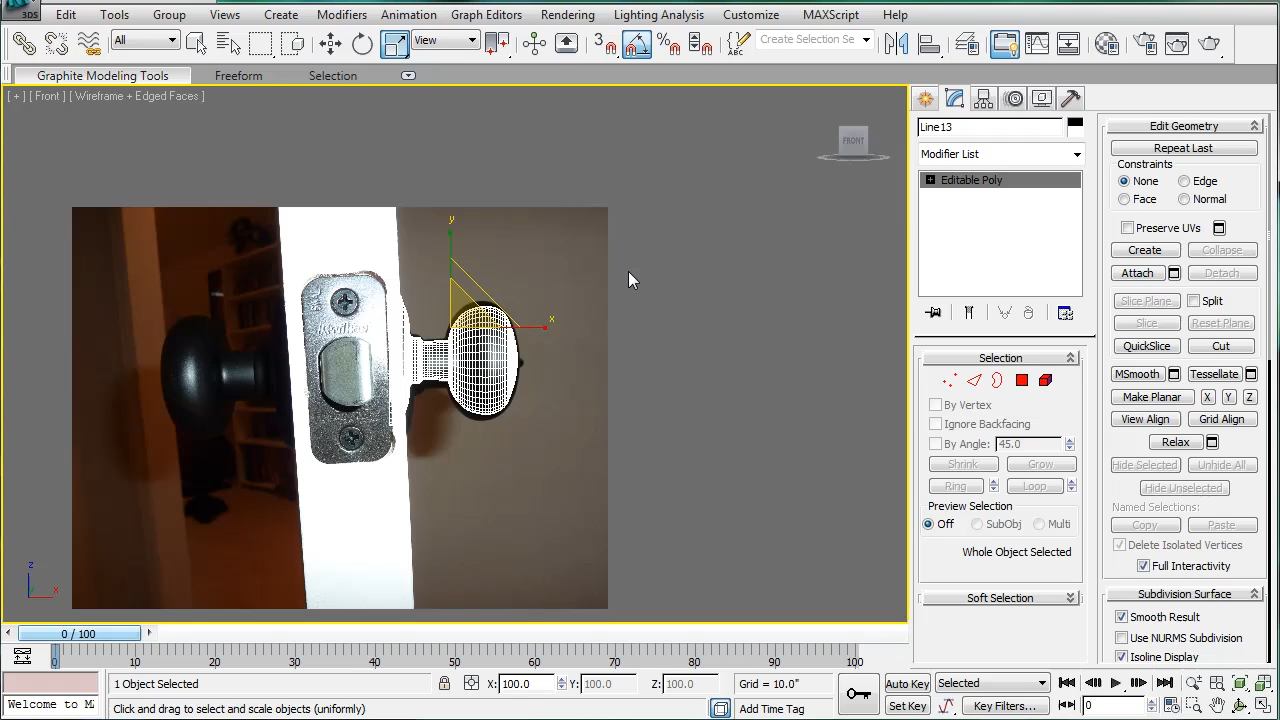 3DS
Edit Tools Group Views Create Modifiers Animation Graph Editors Rendering Lighting Analysis Customize MAXScript Help
All View 3 Create Selection Se
ABC
Graphite Modeling Tools Freeform Selection
[ + ] [ Front ] [ Wireframe + Edged Faces ]
FRONT
y
x
z
x
Line13
Modifier List
Editable Poly
Selection
By Vertex
Ignore Backfacing
By Angle: 45.0
Shrink Grow
Ring Loop
Preview Selection
Off SubObj Multi
Whole Object Selected
Soft Selection
Edit Geometry
Repeat Last
Constraints
None Edge
Face Normal
Preserve UVs
Create Collapse
Attach Detach
Slice Plane Split
Slice Reset Plane
QuickSlice Cut
MSmooth Tessellate
Make Planar X Y Z
View Align Grid Align
Relax
Hide Selected Unhide All
Hide Unselected
Named Selections:
Copy Paste
Delete Isolated Vertices
Full Interactivity
Subdivision Surface
Smooth Result
Use NURMS Subdivision
Isoline Display
0 / 100
0 10 20 30 40 50 60 70 80 90 100
1 Object Selected X: 100.0 Y: 100.0 Z: 100.0 Grid = 10.0" Auto Key Selected
Welcome to M Click and drag to select and scale objects (uniformly) Add Time Tag Set Key Key Filters... 0